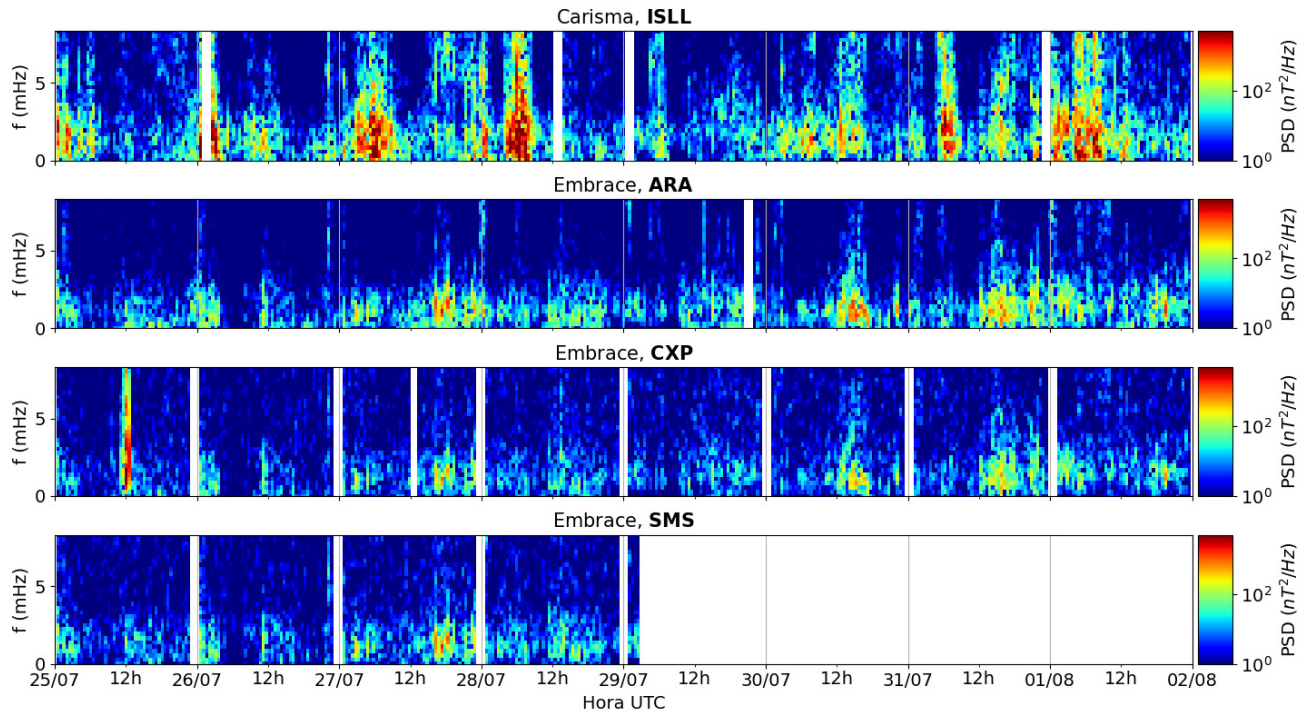 Carisma, ISLL
f (mHz)
5
0
10²
10⁰
PSD (nT²/Hz)
Embrace, ARA
f (mHz)
5
0
10²
10⁰
PSD (nT²/Hz)
Embrace, CXP
f (mHz)
5
0
10²
10⁰
PSD (nT²/Hz)
Embrace, SMS
f (mHz)
5
0
10²
10⁰
PSD (nT²/Hz)
25/07 12h 26/07 12h 27/07 12h 28/07 12h 29/07 12h 30/07 12h 31/07 12h 01/08 12h 02/08
Hora UTC